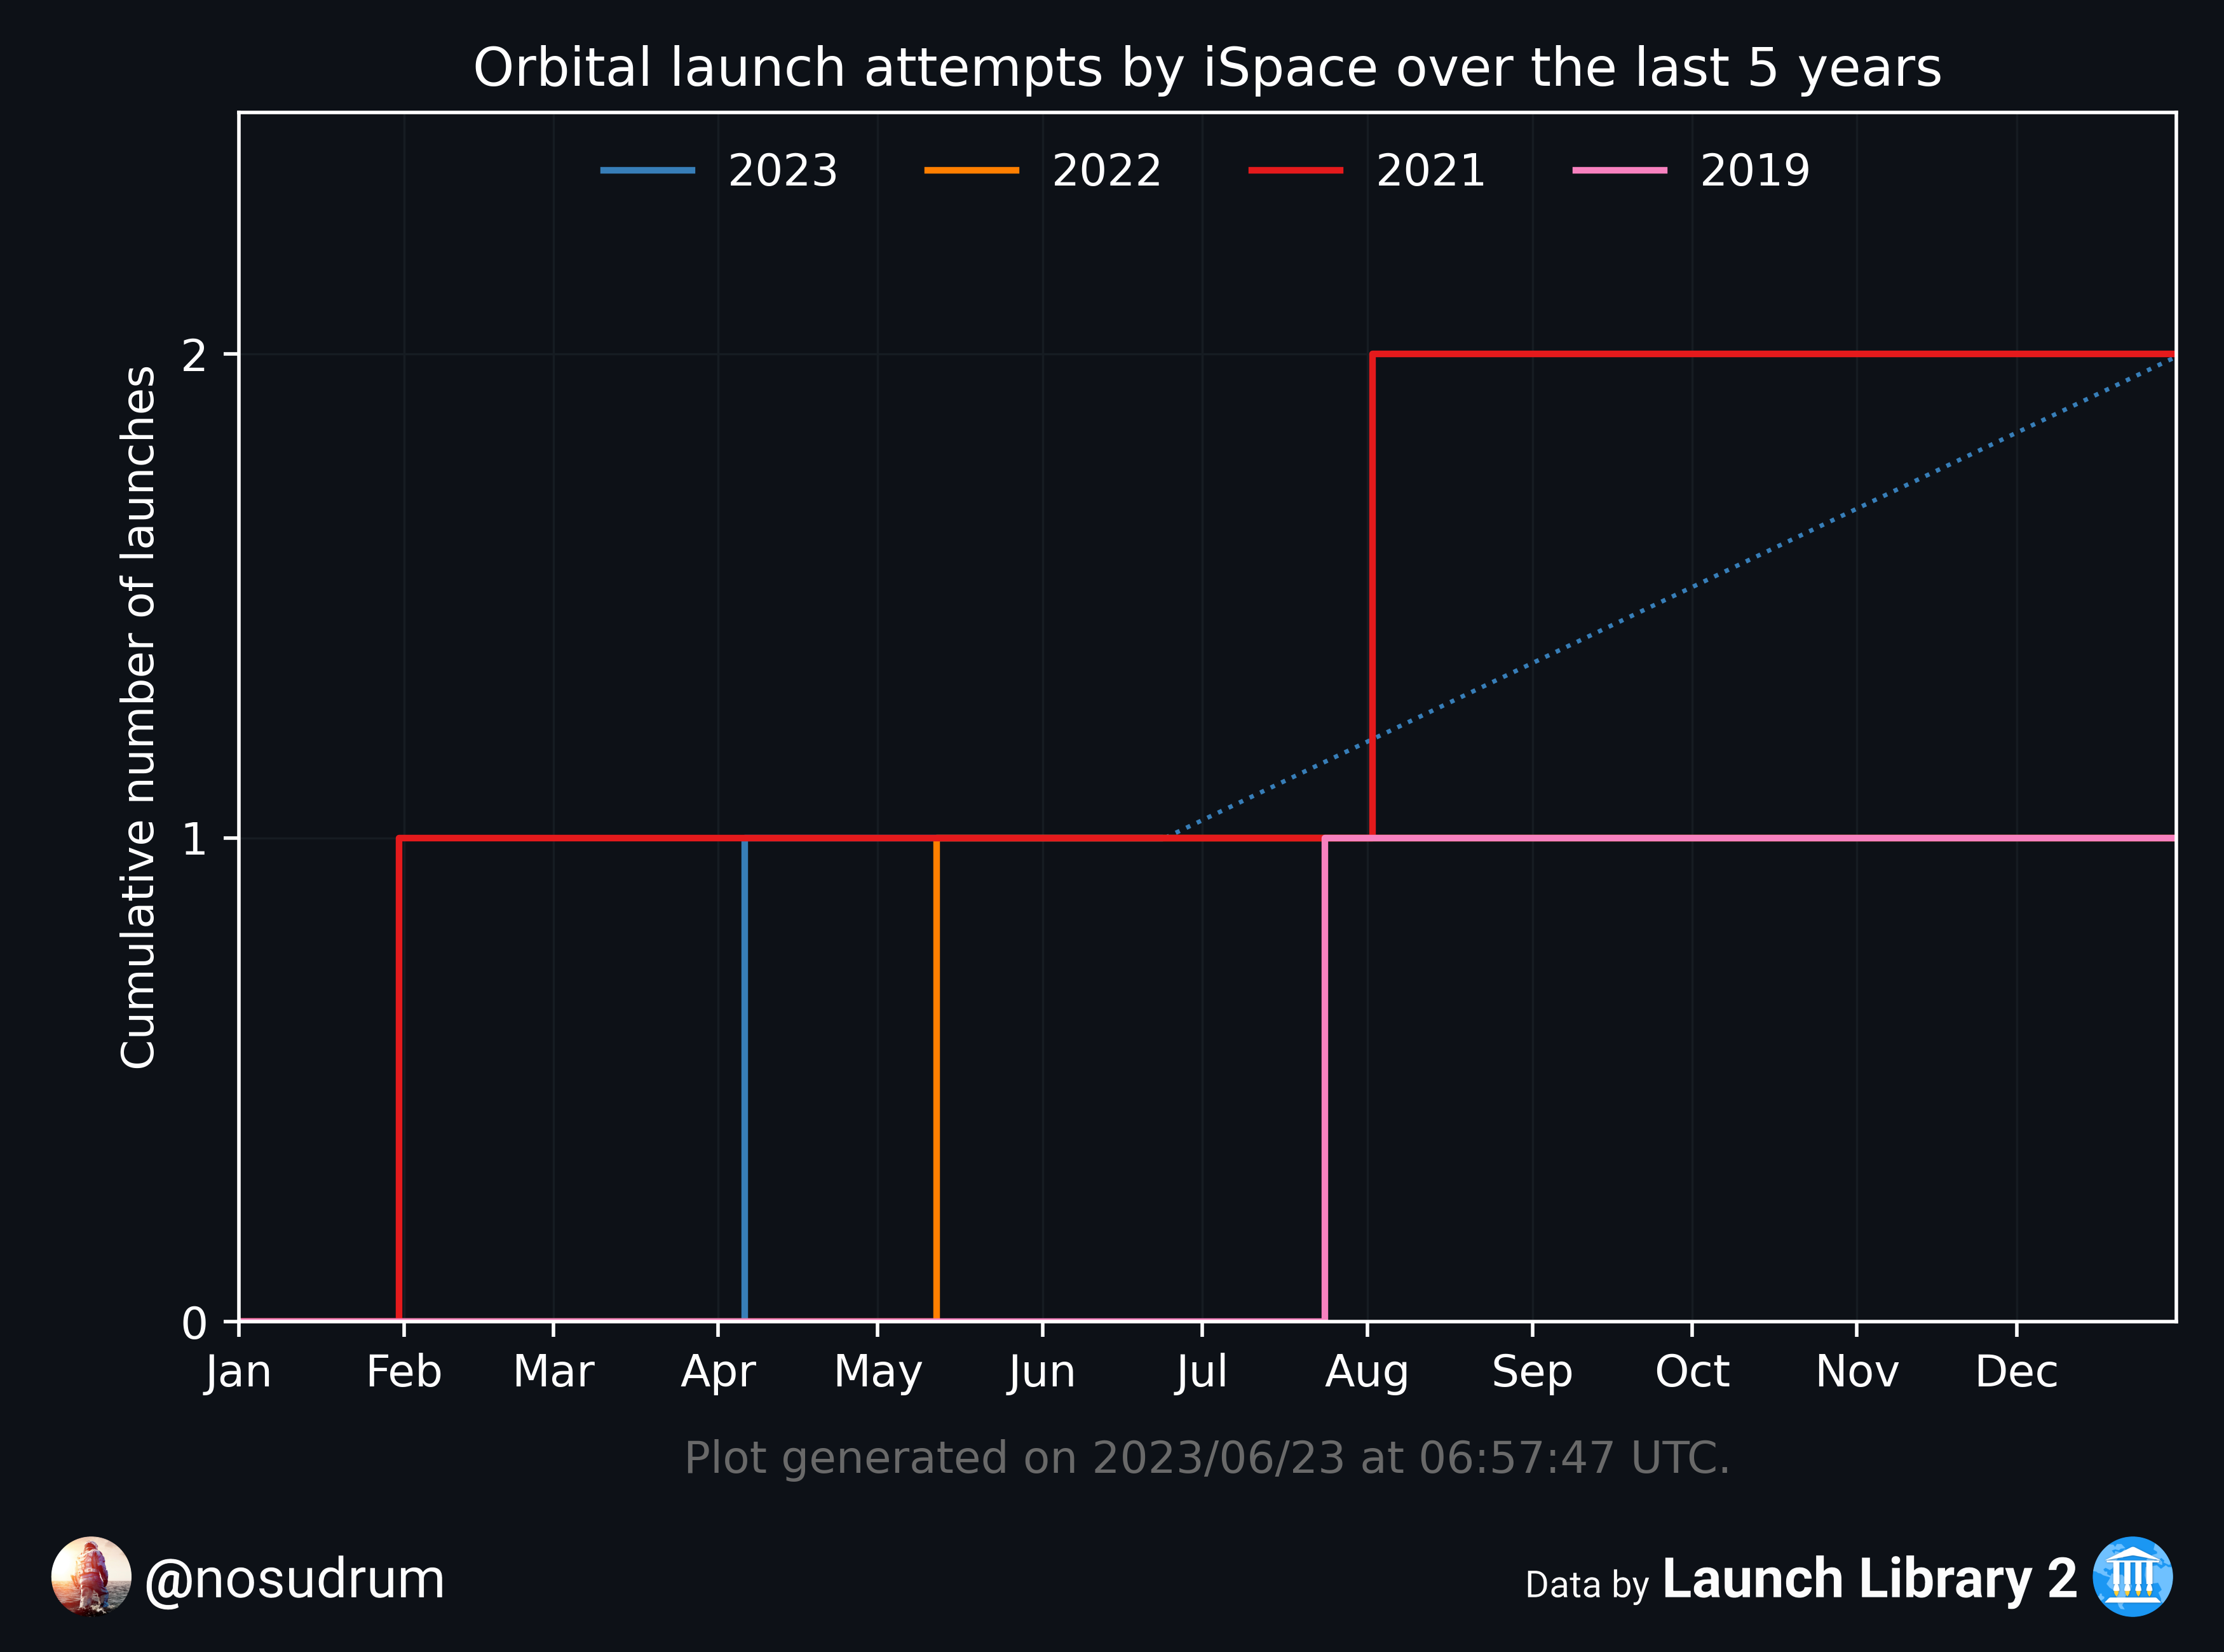 Orbital launch attempts by iSpace over the last 5 years
2023 2022 2021 2019
Cumulative number of launches
2
1
0
Jan Feb Mar Apr May Jun Jul Aug Sep Oct Nov Dec
Plot generated on 2023/06/23 at 06:57:47 UTC.
@nosudrum
Data by Launch Library 2